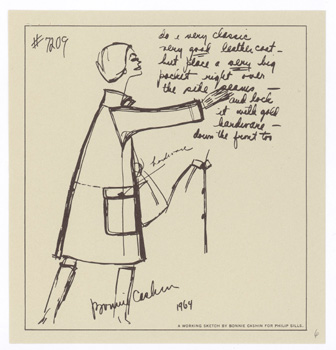 #7209
do a very classic
very good leather coat -
but place a very big
pocket right over
the side seams -
and lock
it with gold
hardware -
down the front too
hardware
Bonnie Cashin
1964
A WORKING SKETCH BY BONNIE CASHIN FOR PHILIP SILLS.